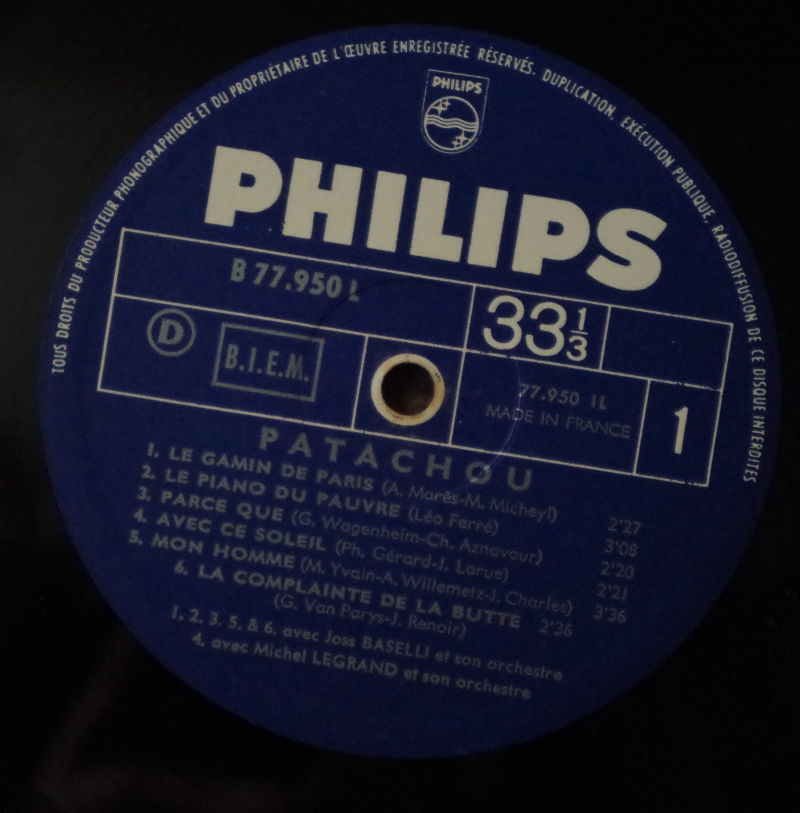 TOUS DROITS DU PRODUCTEUR PHONOGRAPHIQUE ET DU PROPRIÉTAIRE DE L'ŒUVRE ENREGISTRÉE RÉSERVÉS. DUPLICATION, EXÉCUTION PUBLIQUE, RADIODIFFUSION DE CE DISQUE INTERDITES
PHILIPS
PHILIPS
B 77.950 L
33 1/3
D
B.I.E.M.
77.950 1L
MADE IN FRANCE
1
PATACHOU
1. LE GAMIN DE PARIS (A. Marès-M. Micheyl) 2'27
2. LE PIANO DU PAUVRE (Léo Ferré) 3'08
3. PARCE QUE (G. Wagenheim-Ch. Aznavour) 2'20
4. AVEC CE SOLEIL (Ph. Gérard-J. Larue) 2'21
5. MON HOMME (M. Yvain-A. Willemetz-J. Charles) 3'36
6. LA COMPLAINTE DE LA BUTTE 2'36
(G. Van Parys-J. Renoir)
1, 2, 3, 5, & 6, avec Joss BASELLI et son orchestre
4, avec Michel LEGRAND et son orchestre